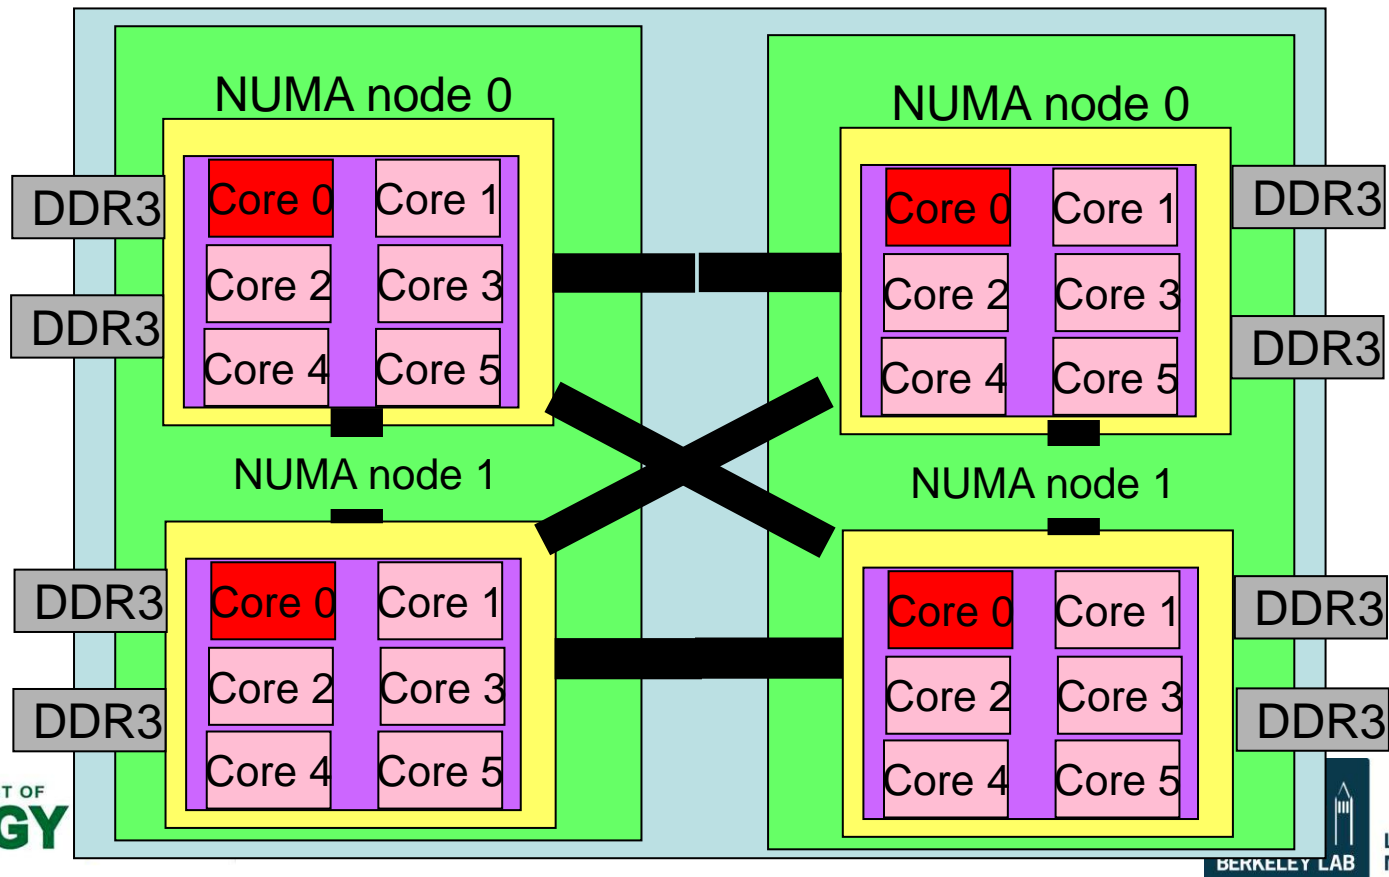 NUMA node 0
NUMA node 0
DDR3
Core 0 Core 1
Core 0 Core 1
DDR3
DDR3
Core 2 Core 3
Core 2 Core 3
DDR3
Core 4 Core 5
Core 4 Core 5
NUMA node 1
NUMA node 1
DDR3
Core 0 Core 1
Core 0 Core 1
DDR3
DDR3
Core 2 Core 3
Core 2 Core 3
DDR3
Core 4 Core 5
Core 4 Core 5
T OF
GY
BERKELEY LAB